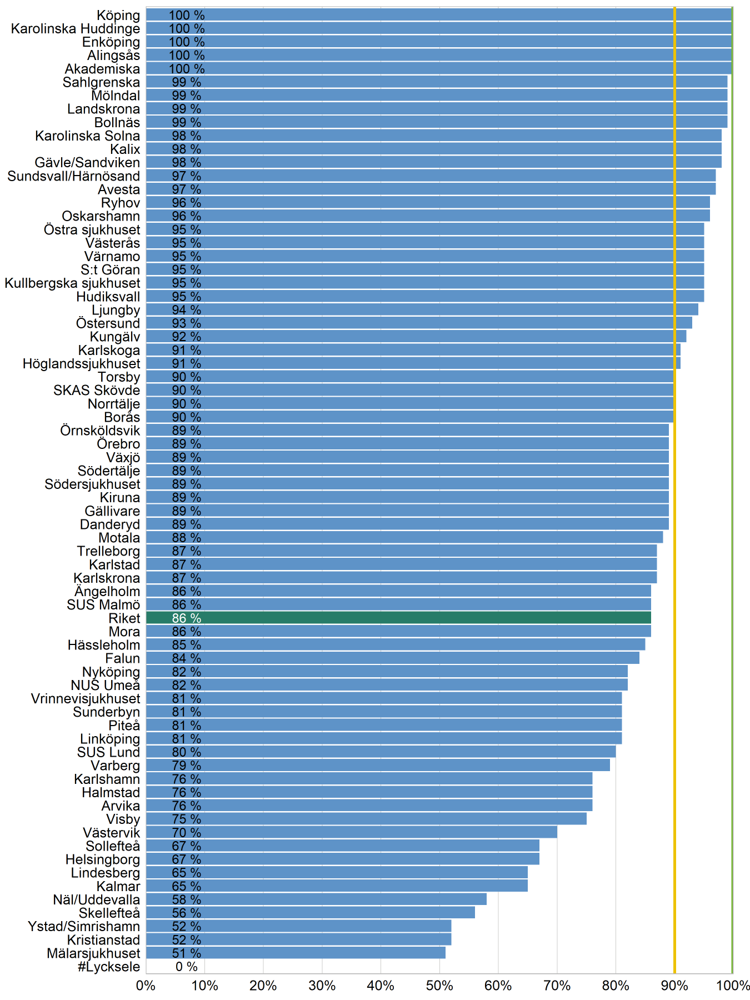 Köping 100 %
Karolinska Huddinge 100 %
Enköping 100 %
Alingsås 100 %
Akademiska 100 %
Sahlgrenska 99 %
Mölndal 99 %
Landskrona 99 %
Bollnäs 99 %
Karolinska Solna 98 %
Kalix 98 %
Gävle/Sandviken 98 %
Sundsvall/Härnösand 97 %
Avesta 97 %
Ryhov 96 %
Oskarshamn 96 %
Östra sjukhuset 95 %
Västerås 95 %
Värnamo 95 %
S:t Göran 95 %
Kullbergska sjukhuset 95 %
Hudiksvall 95 %
Ljungby 94 %
Östersund 93 %
Kungälv 92 %
Karlskoga 91 %
Höglandssjukhuset 91 %
Torsby 90 %
SKAS Skövde 90 %
Norrtälje 90 %
Borås 90 %
Örnsköldsvik 89 %
Örebro 89 %
Växjö 89 %
Södertälje 89 %
Södersjukhuset 89 %
Kiruna 89 %
Gällivare 89 %
Danderyd 89 %
Motala 88 %
Trelleborg 87 %
Karlstad 87 %
Karlskrona 87 %
Ängelholm 86 %
SUS Malmö 86 %
Riket 86 %
Mora 86 %
Hässleholm 85 %
Falun 84 %
Nyköping 82 %
NUS Umeå 82 %
Vrinnevisjukhuset 81 %
Sunderbyn 81 %
Piteå 81 %
Linköping 81 %
SUS Lund 80 %
Varberg 79 %
Karlshamn 76 %
Halmstad 76 %
Arvika 76 %
Visby 75 %
Västervik 70 %
Sollefteå 67 %
Helsingborg 67 %
Lindesberg 65 %
Kalmar 65 %
Näl/Uddevalla 58 %
Skellefteå 56 %
Ystad/Simrishamn 52 %
Kristianstad 52 %
Mälarsjukhuset 51 %
#Lycksele 0 %
0% 10% 20% 30% 40% 50% 60% 70% 80% 90% 100%